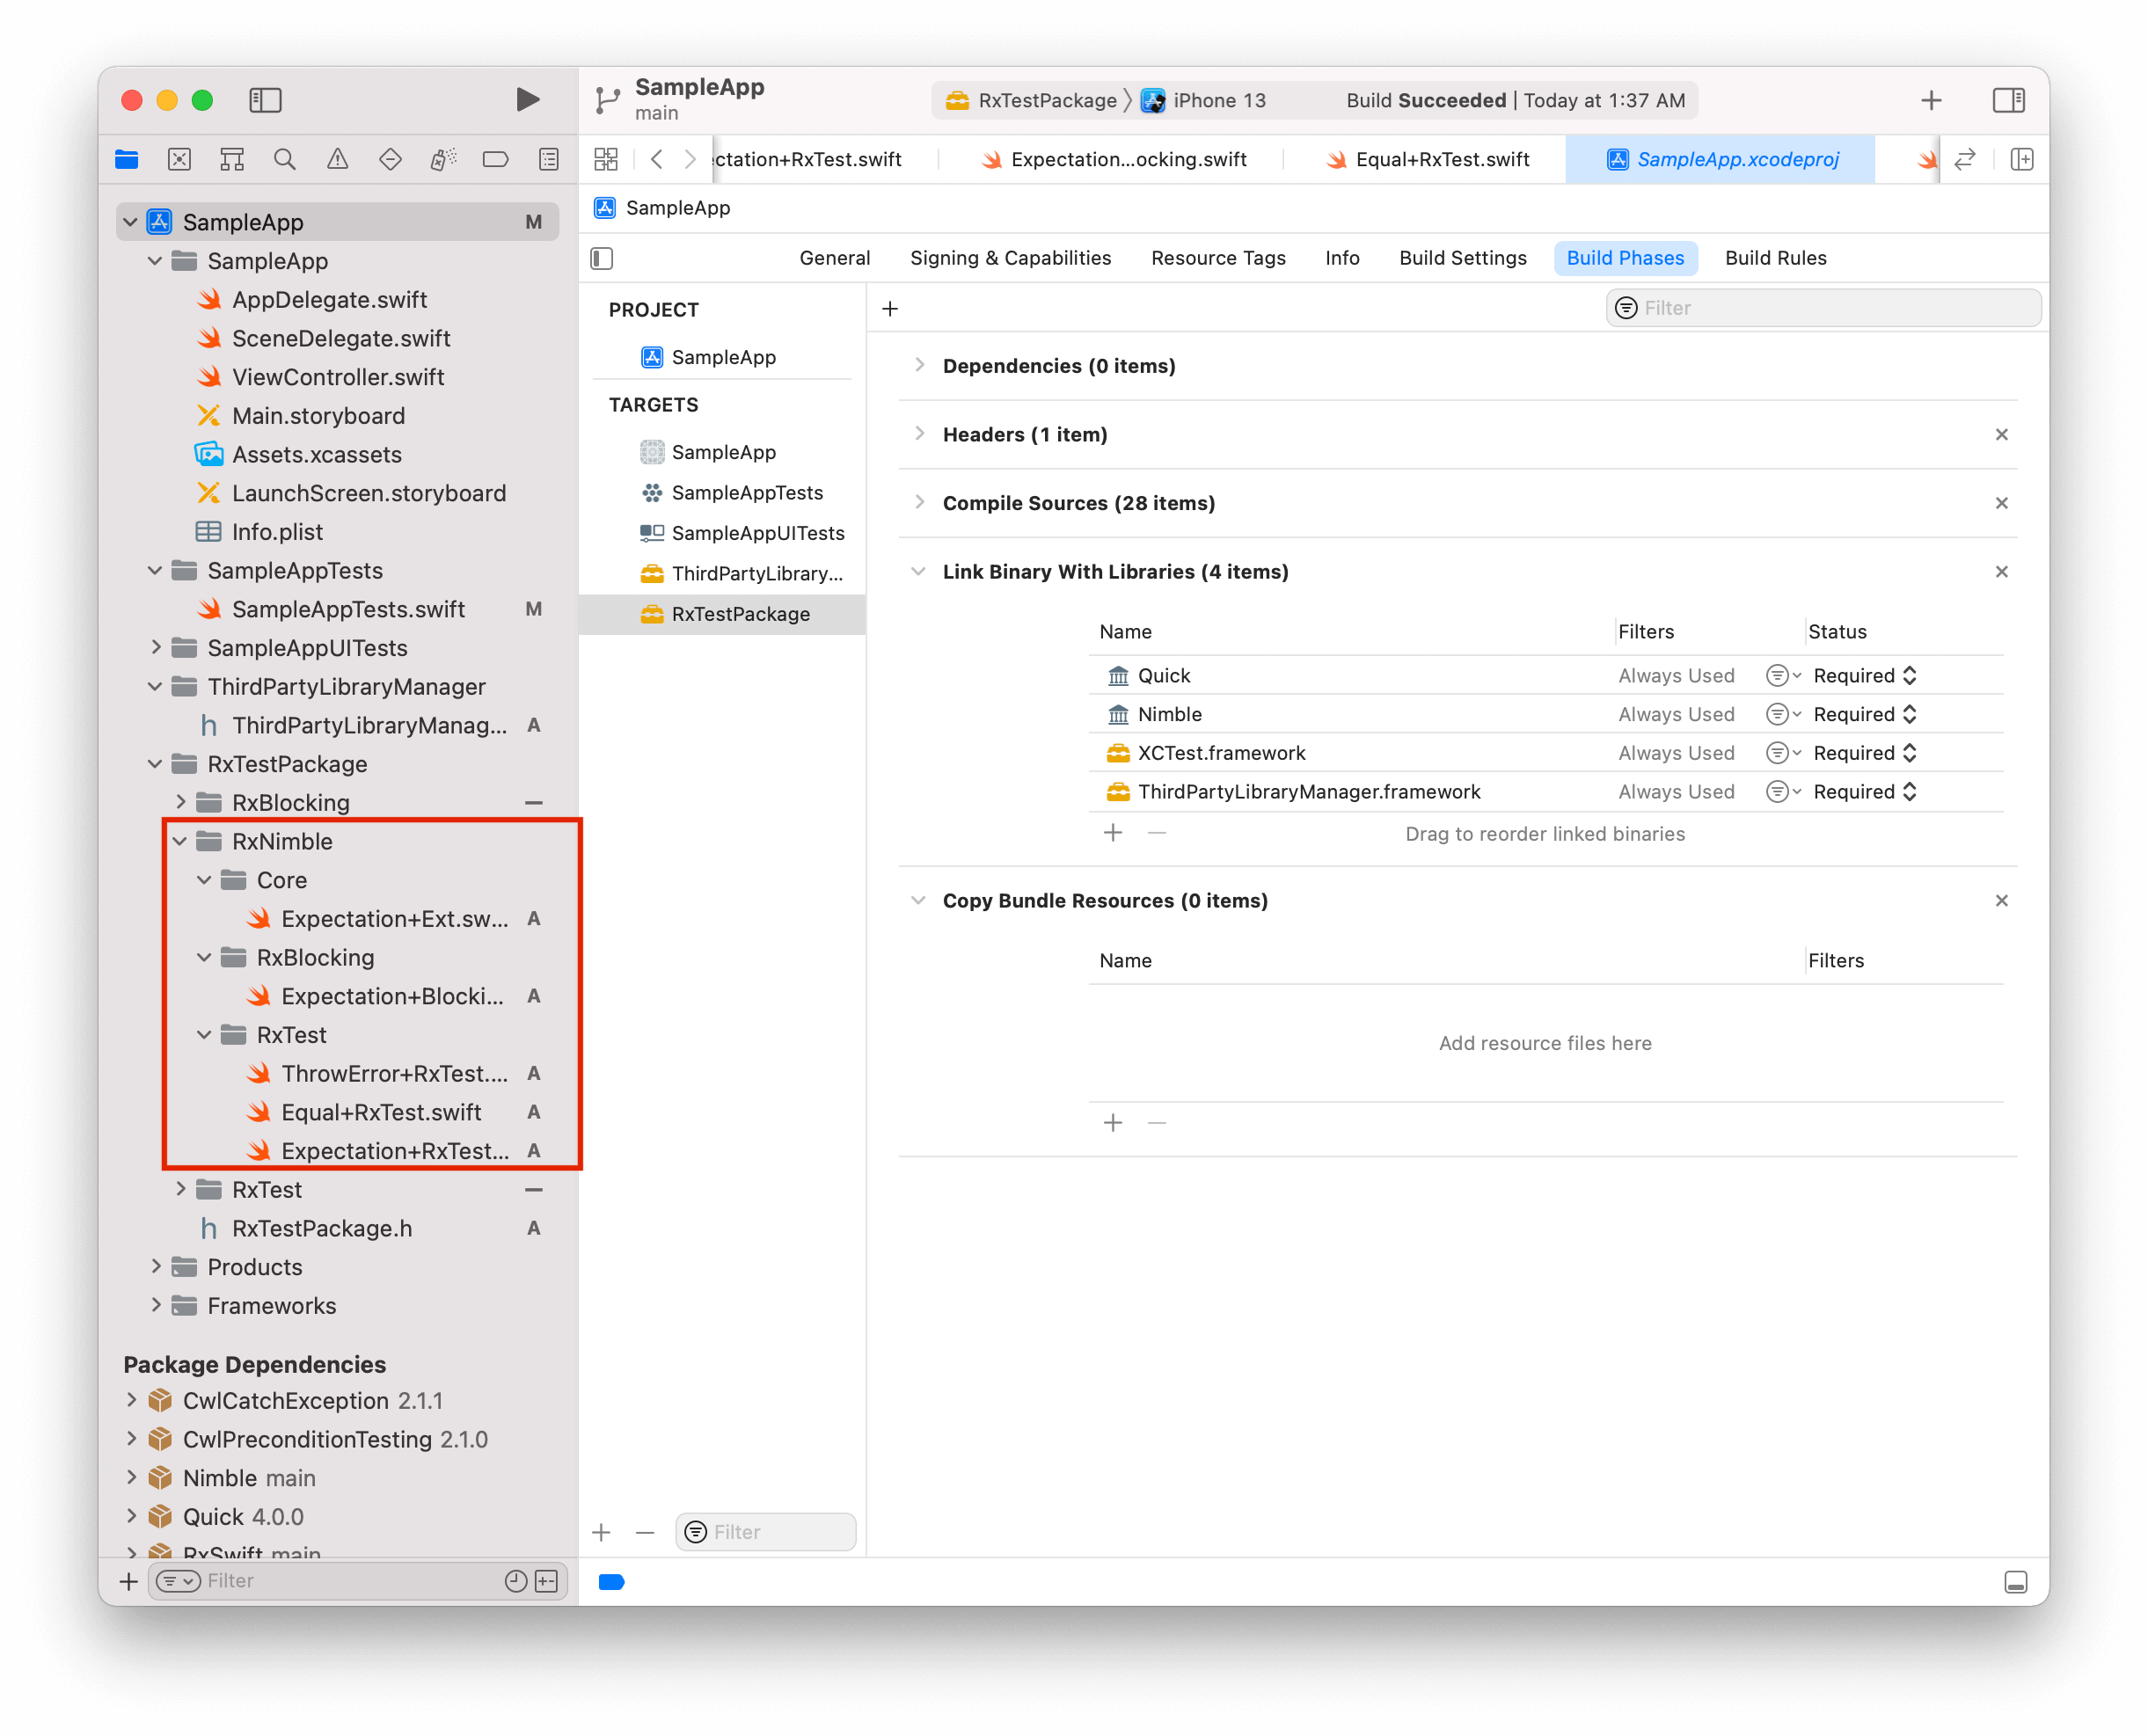 SampleApp
main
RxTestPackage 〉 iPhone 13
Build Succeeded | Today at 1:37 AM
ctation+RxTest.swift
Expectation...ocking.swift
Equal+RxTest.swift
SampleApp.xcodeproj
SampleApp M
SampleApp
AppDelegate.swift
SceneDelegate.swift
ViewController.swift
Main.storyboard
Assets.xcassets
LaunchScreen.storyboard
Info.plist
SampleAppTests
SampleAppTests.swift M
SampleAppUITests
ThirdPartyLibraryManager
h ThirdPartyLibraryManag... A
RxTestPackage
RxBlocking
RxNimble
Core
Expectation+Ext.sw... A
RxBlocking
Expectation+Blocki... A
RxTest
ThrowError+RxTest.... A
Equal+RxTest.swift A
Expectation+RxTest... A
RxTest
h RxTestPackage.h A
Products
Frameworks
Package Dependencies
CwlCatchException 2.1.1
CwlPreconditionTesting 2.1.0
Nimble main
Quick 4.0.0
RxSwift main
Filter
SampleApp
General
Signing & Capabilities
Resource Tags
Info
Build Settings
Build Phases
Build Rules
PROJECT
SampleApp
TARGETS
SampleApp
SampleAppTests
SampleAppUITests
ThirdPartyLibrary...
RxTestPackage
Filter
Filter
Dependencies (0 items)
Headers (1 item)
Compile Sources (28 items)
Link Binary With Libraries (4 items)
Name Filters Status
Quick Always Used Required
Nimble Always Used Required
XCTest.framework Always Used Required
ThirdPartyLibraryManager.framework Always Used Required
Drag to reorder linked binaries
Copy Bundle Resources (0 items)
Name Filters
Add resource files here